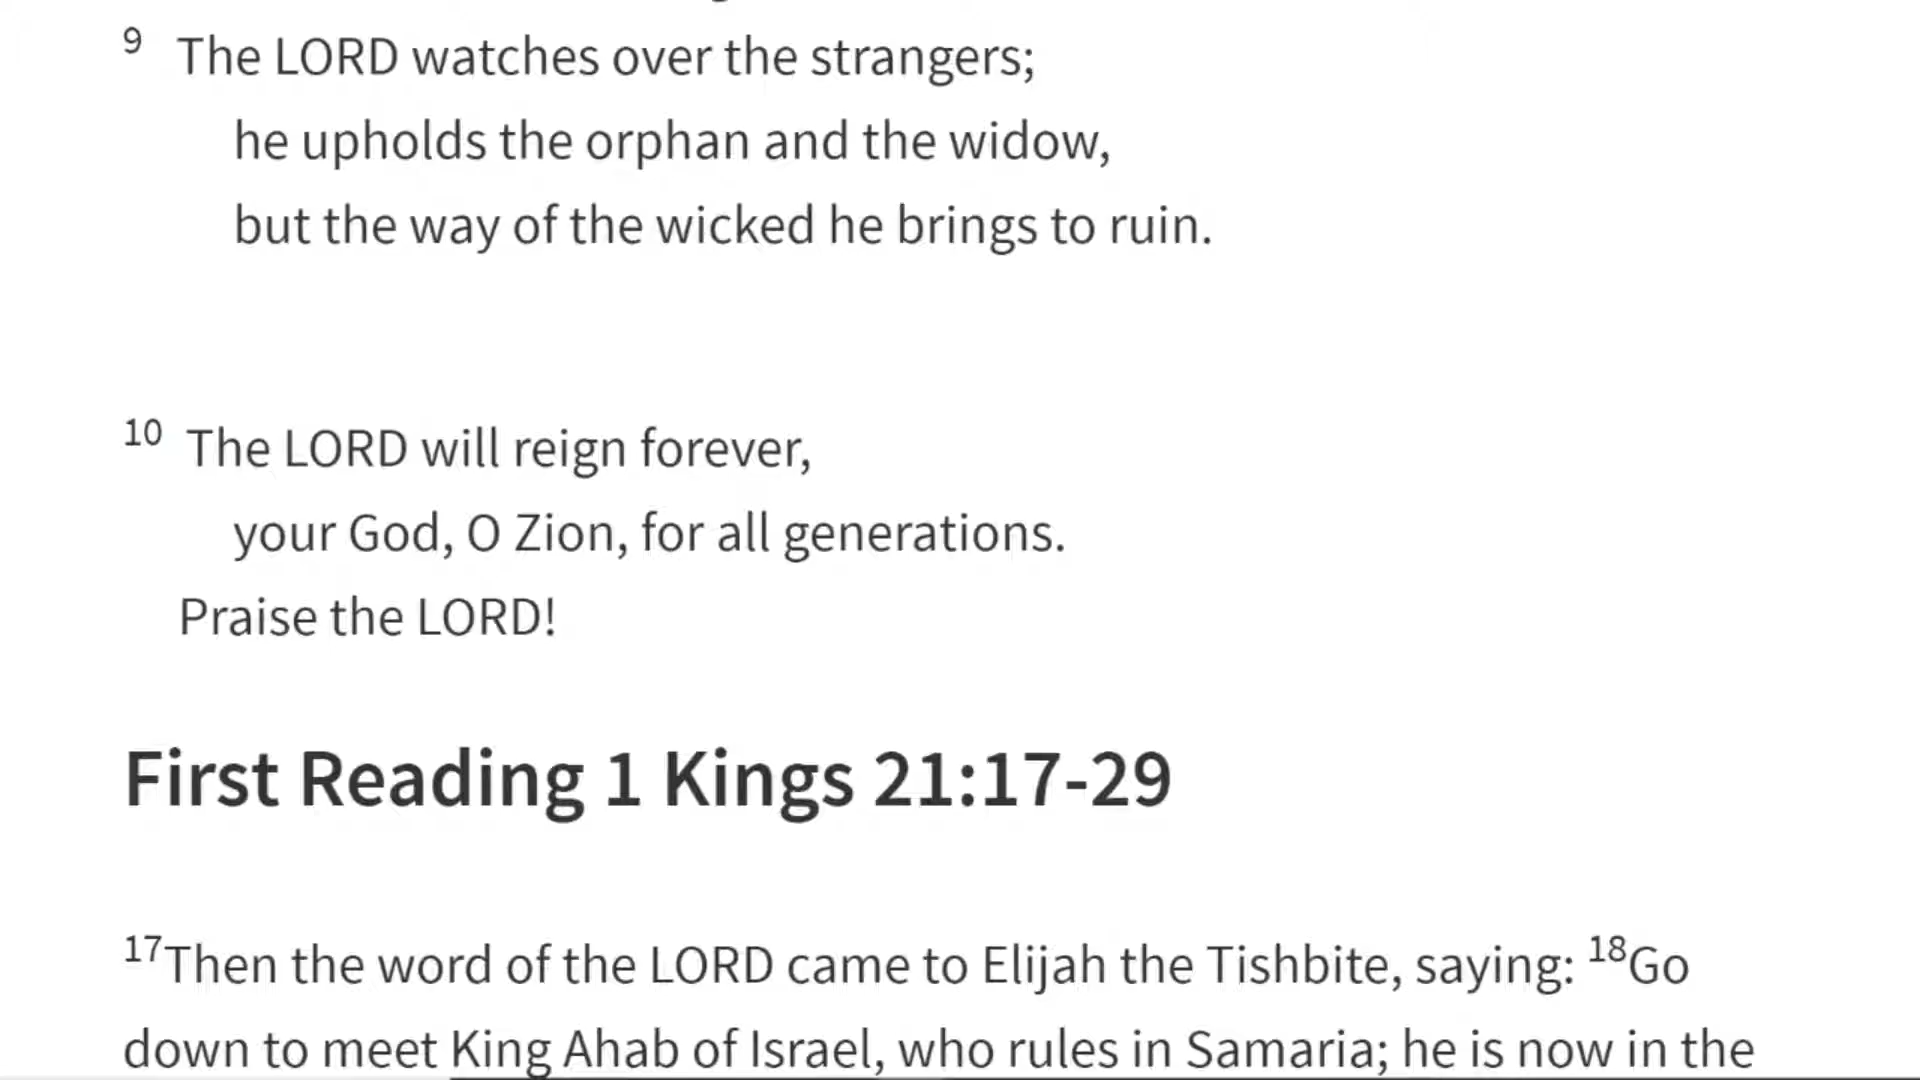 9 The LORD watches over the strangers;
he upholds the orphan and the widow,
but the way of the wicked he brings to ruin.
10 The LORD will reign forever,
your God, O Zion, for all generations.
Praise the LORD!
First Reading 1 Kings 21:17-29
17Then the word of the LORD came to Elijah the Tishbite, saying: 18Go
down to meet King Ahab of Israel, who rules in Samaria; he is now in the